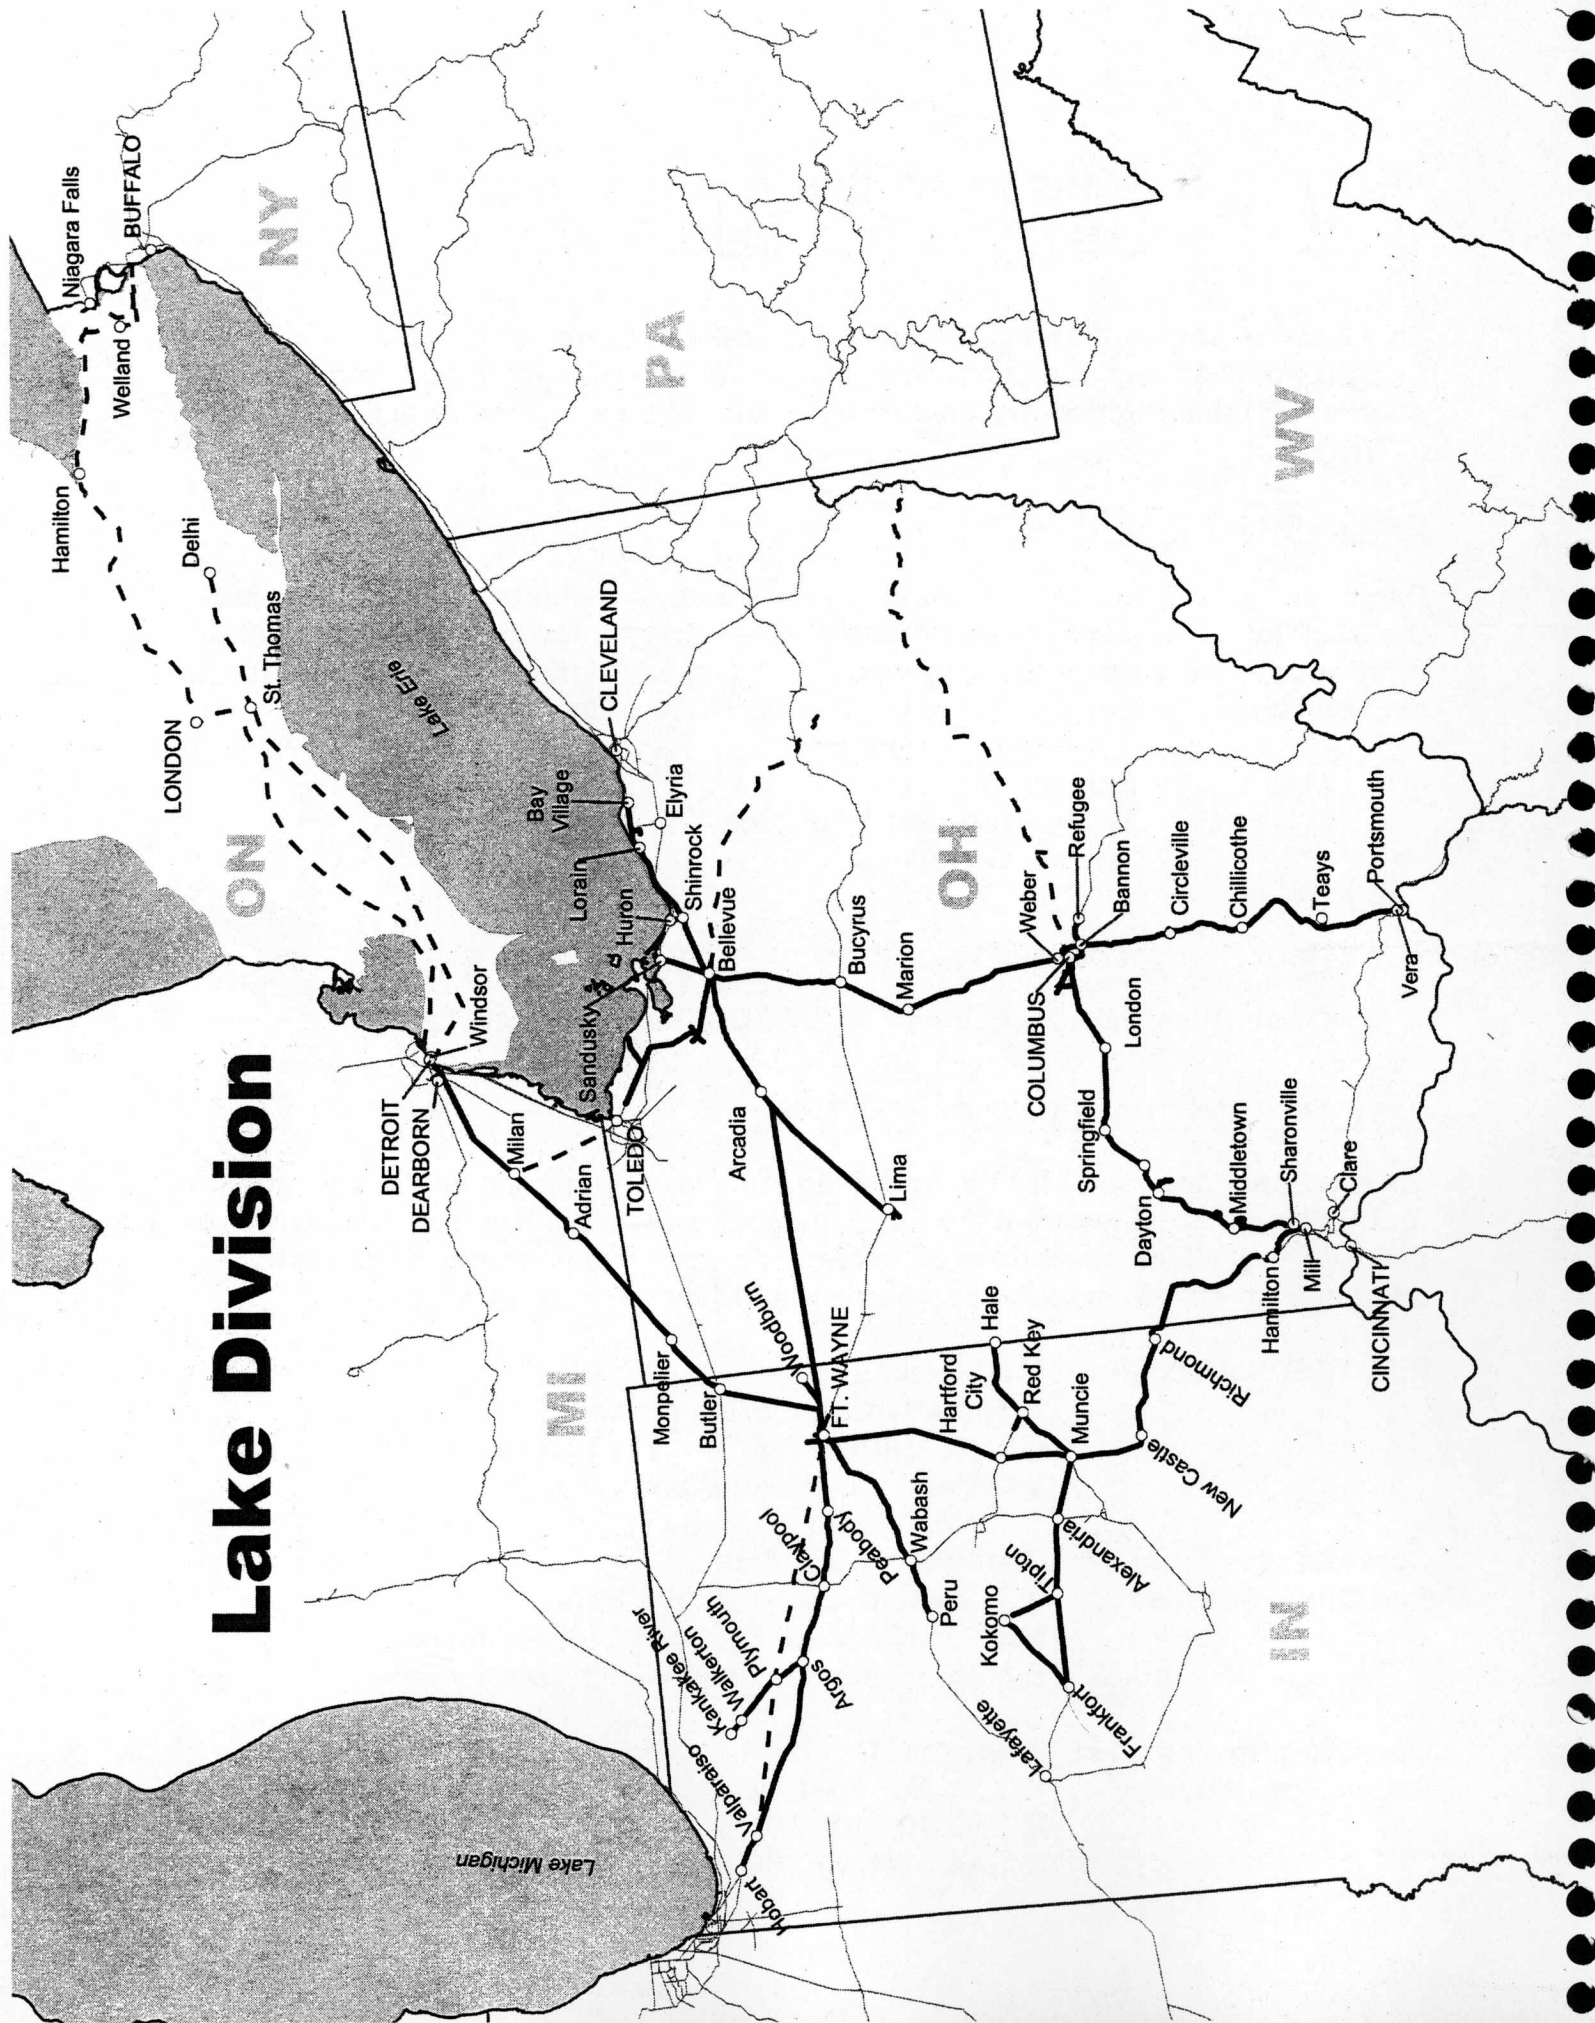 Lake Division
Niagara Falls
BUFFALO
Welland
Hamilton
Delhi
St. Thomas
LONDON
NY
PA
ON
Lake Erie
CLEVELAND
Bay
Village
Elyria
Lorain
Shinrock
Huron
Bellevue
Sandusky
Windsor
DETROIT
DEARBORN
Milan
Adrian
TOLEDO
Arcadia
Lima
Bucyrus
Marion
OH
WV
Weber
Refugee
Bannon
COLUMBUS
Circleville
Chillicothe
Teays
Portsmouth
Vera
London
Springfield
Dayton
Middletown
Sharonville
Clare
Mill
Hamilton
CINCINNATI
Monpelier
Butler
Woodburn
FT. WAYNE
MI
Hale
Red Key
Hartford
City
Muncie
Richmond
New Castle
Claypool
Peabody
Wabash
Peru
Alexandria
Tipton
Kokomo
Frankfort
Lafayette
IN
Kankakee River
Walkerton
Plymouth
Argos
Valparaiso
Hobart
Lake Michigan